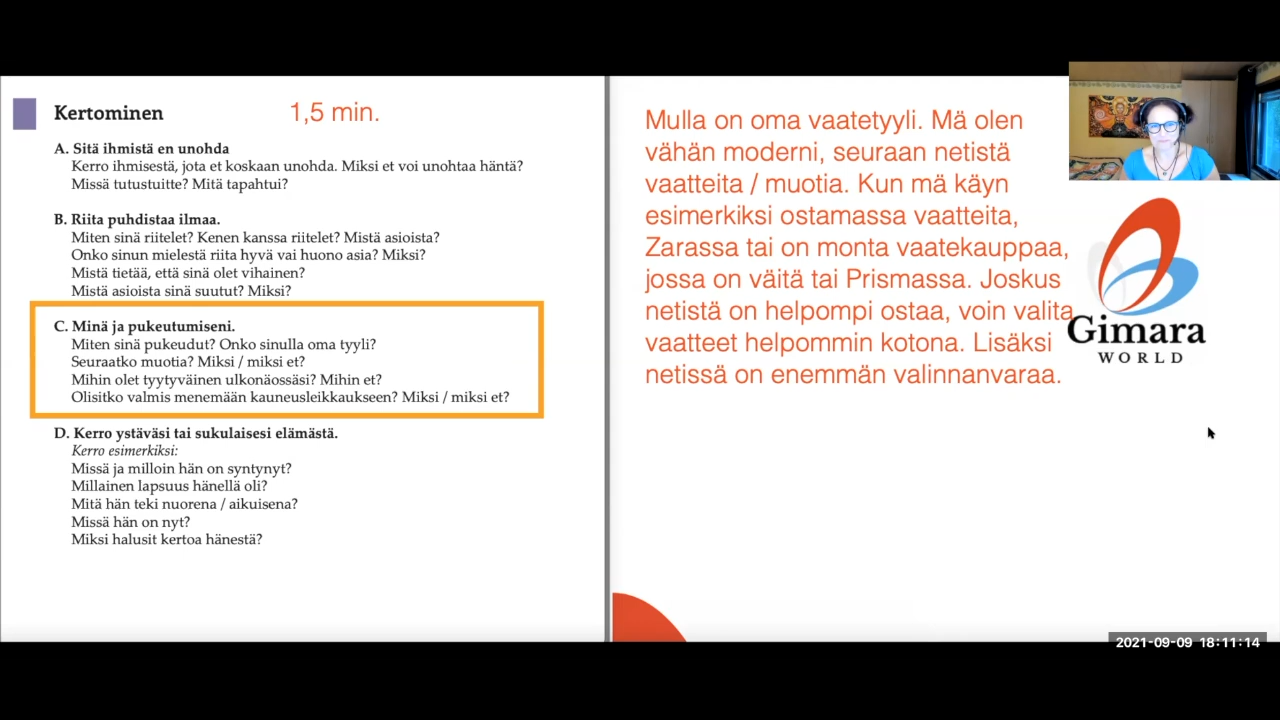 Kertominen
1,5 min.
A. Sitä ihmistä en unohda
Kerro ihmisestä, jota et koskaan unohda. Miksi et voi unohtaa häntä?
Missä tutustuitte? Mitä tapahtui?
B. Riita puhdistaa ilmaa.
Miten sinä riitelet? Kenen kanssa riitelet? Mistä asioista?
Onko sinun mielestä riita hyvä vai huono asia? Miksi?
Mistä tietää, että sinä olet vihainen?
Mistä asioista sinä suutut? Miksi?
C. Minä ja pukeutumiseni.
Miten sinä pukeudut? Onko sinulla oma tyyli?
Seuraatko muotia? Miksi / miksi et?
Mihin olet tyytyväinen ulkonäossäsi? Mihin et?
Olisitko valmis menemään kauneusleikkaukseen? Miksi / miksi et?
D. Kerro ystäväsi tai sukulaisesi elämästä.
Kerro esimerkiksi:
Missä ja milloin hän on syntynyt?
Millainen lapsuus hänellä oli?
Mitä hän teki nuorena / aikuisena?
Missä hän on nyt?
Miksi halusit kertoa hänestä?
Mulla on oma vaatetyyli. Mä olen
vähän moderni, seuraan netistä
vaatteita / muotia. Kun mä käyn
esimerkiksi ostamassa vaatteita,
Zarassa tai on monta vaatekauppaa,
jossa on väitä tai Prismassa. Joskus
netistä on helpompi ostaa, voin valita
vaatteet helpommin kotona. Lisäksi
netissä on enemmän valinnanvaraa.
Gimara
WORLD
2021-09-09 18:11:14